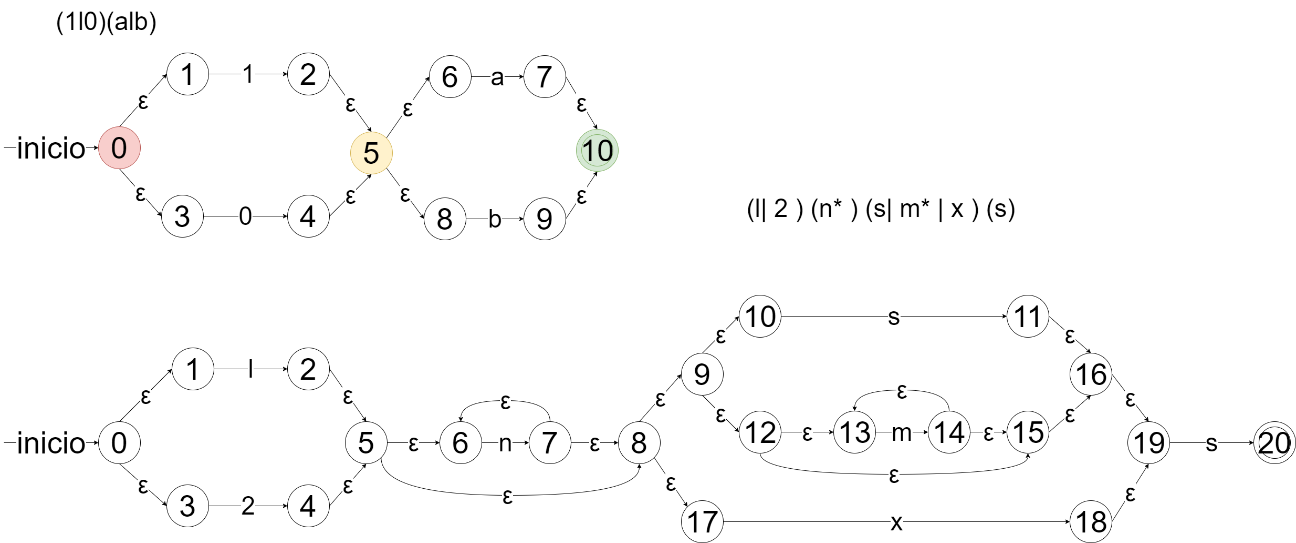 (1l0)(alb)
1 1 2 6 a 7
ε ε ε ε
inicio 0 5 10
ε ε ε ε
3 0 4 8 b 9
(l| 2 ) (n* ) (s| m* | x ) (s)
10 s 11
ε ε
1 l 2 9 ε 16
ε ε ε ε ε
inicio 0 5 ε 6 n 7 ε 8 12 ε 13 m 14 ε 15 19 s 20
ε ε ε ε ε
3 2 4 ε 17 x 18